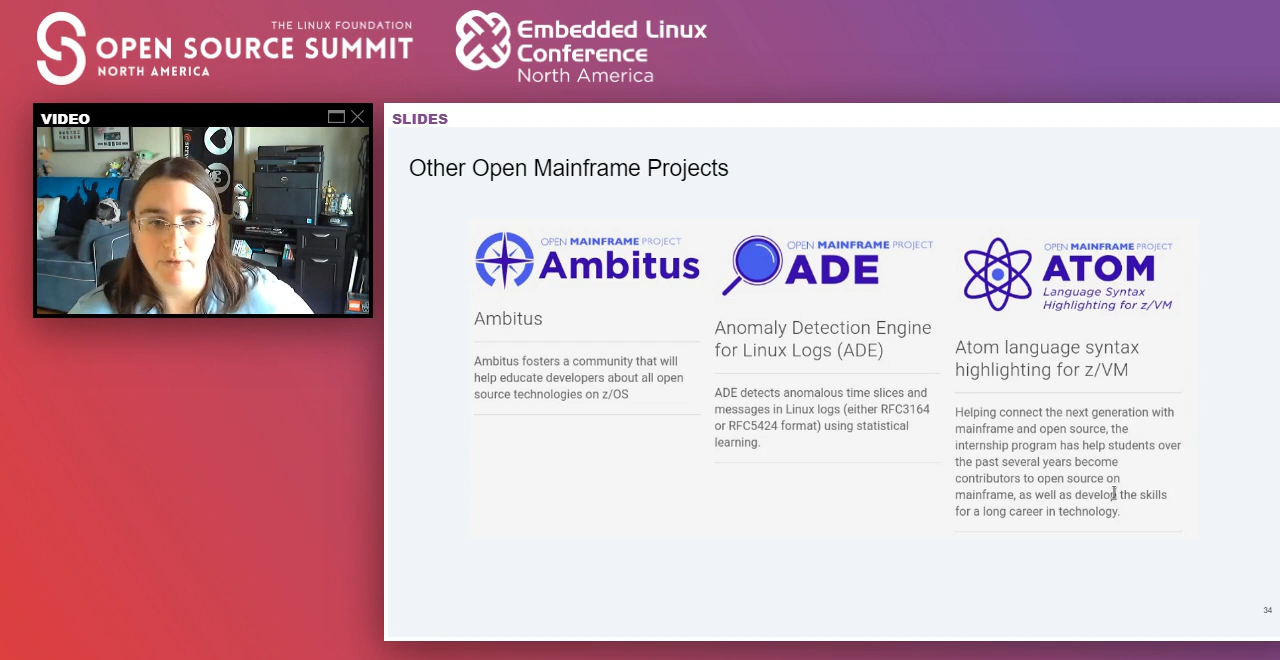 THE LINUX FOUNDATION
OPEN SOURCE SUMMIT
NORTH AMERICA
Embedded Linux
Conference
North America
VIDEO
SLIDES
Other Open Mainframe Projects
OPEN MAINFRAME PROJECT
Ambitus
Ambitus
Ambitus fosters a community that will
help educate developers about all open
source technologies on z/OS
OPEN MAINFRAME PROJECT
ADE
Anomaly Detection Engine
for Linux Logs (ADE)
ADE detects anomalous time slices and
messages in Linux logs (either RFC3164
or RFC5424 format) using statistical
learning.
OPEN MAINFRAME PROJECT
ATOM
Language Syntax
Highlighting for z/VM
Atom language syntax
highlighting for z/VM
Helping connect the next generation with
mainframe and open source, the
internship program has help students over
the past several years become
contributors to open source on
mainframe, as well as develop the skills
for a long career in technology.
34